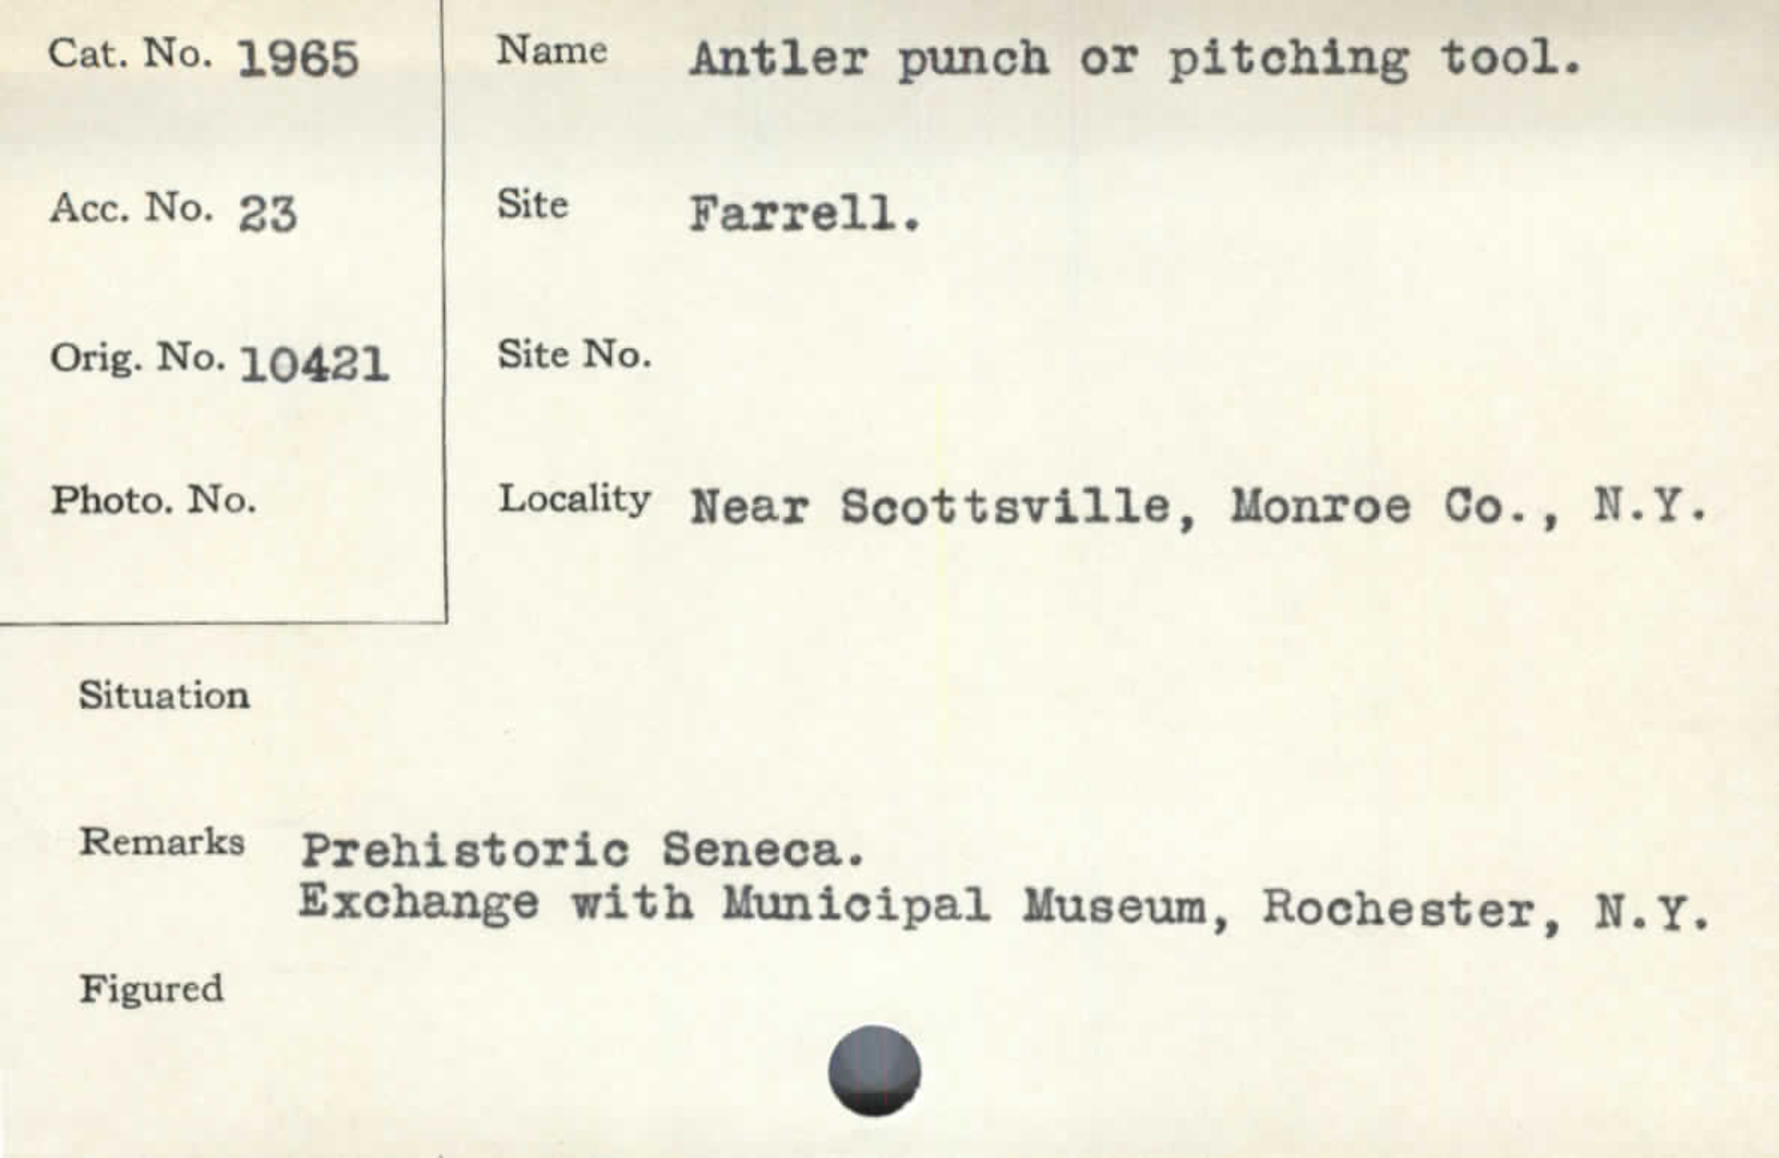 Cat. No. 1965
Name Antler punch or pitching tool.
Acc. No. 23
Site Farrell.
Orig. No. 10421
Site No.
Photo. No.
Locality Near Scottsville, Monroe Co., N.Y.
Situation
Remarks Prehistoric Seneca.
Exchange with Municipal Museum, Rochester, N.Y.
Figured